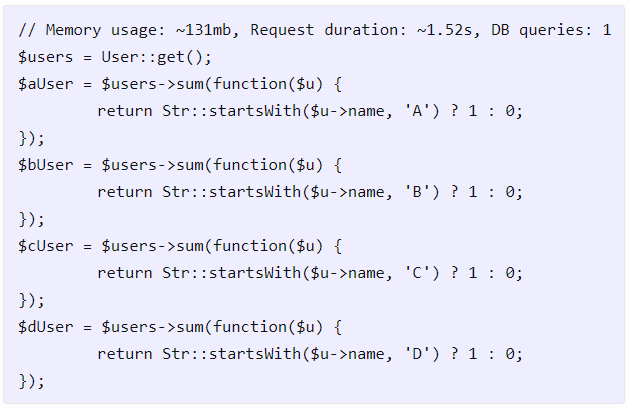 // Memory usage: ~131mb, Request duration: ~1.52s, DB queries: 1
$users = User::get();
$aUser = $users->sum(function($u) {
        return Str::startsWith($u->name, 'A') ? 1 : 0;
});
$bUser = $users->sum(function($u) {
        return Str::startsWith($u->name, 'B') ? 1 : 0;
});
$cUser = $users->sum(function($u) {
        return Str::startsWith($u->name, 'C') ? 1 : 0;
});
$dUser = $users->sum(function($u) {
        return Str::startsWith($u->name, 'D') ? 1 : 0;
});